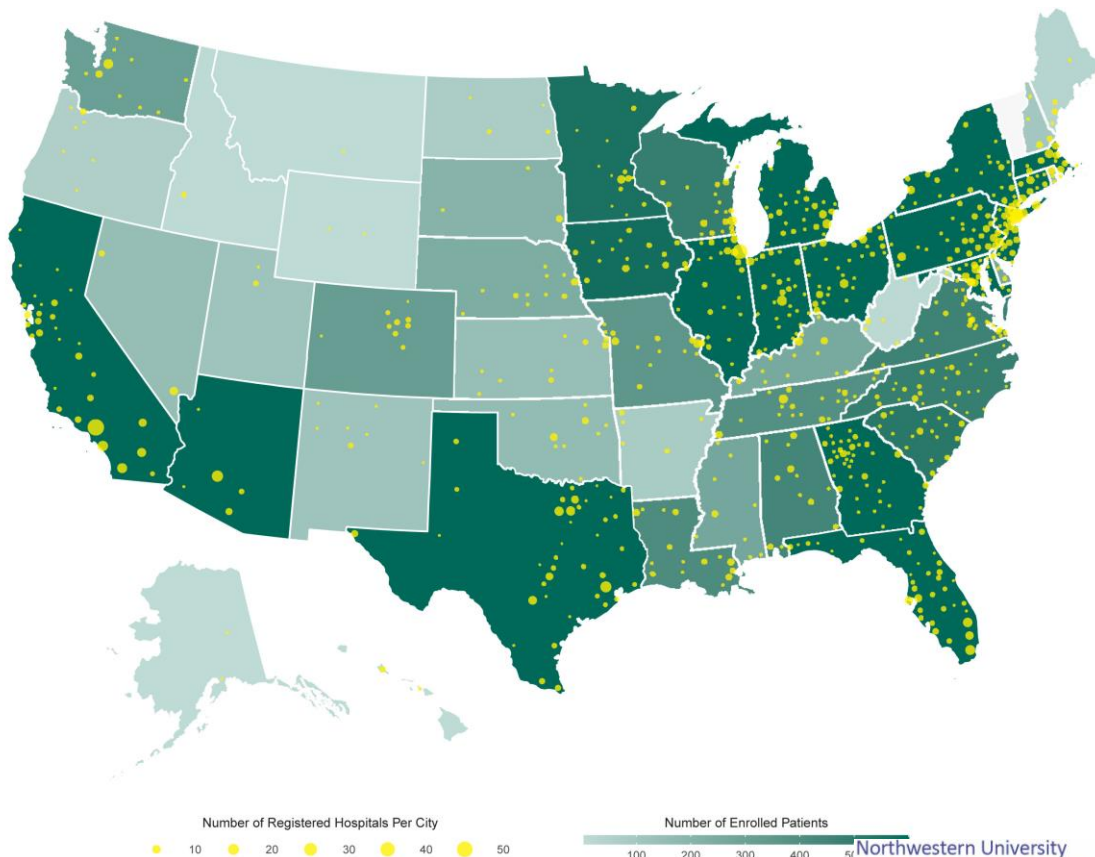 Number of Registered Hospitals Per City
10 20 30 40 50
Number of Enrolled Patients
100 200 300 400
Northwestern University